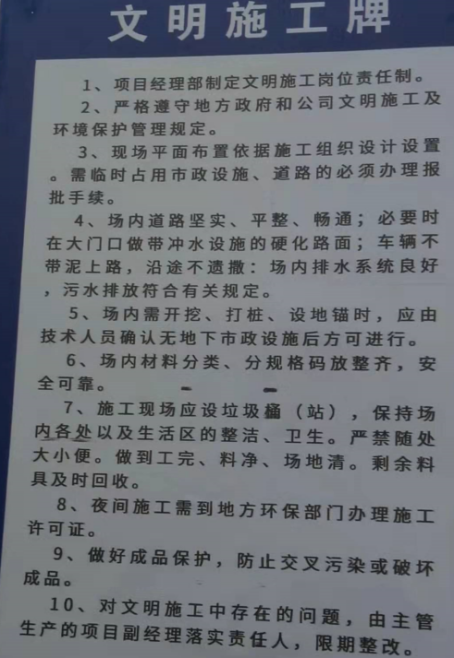 文明施工牌
1、项目经理部制定文明施工岗位责任制。
2、严格遵守地方政府和公司文明施工及
环境保护管理规定。
3、现场平面布置依据施工组织设计设置
。需临时占用市政设施、道路的必须办理报
批手续。
4、场内道路坚实、平整、畅通；必要时
在大门口做带冲水设施的硬化路面；车辆不
带泥上路，沿途不遗撒：场内排水系统良好
，污水排放符合有关规定。
5、场内需开挖、打桩、设地锚时，应由
技术人员确认无地下市政设施后方可进行。
6、场内材料分类、分规格码放整齐，安
全可靠。
7、施工现场应设垃圾桶（站），保持场
内各处以及生活区的整洁、卫生。严禁随处
大小便。做到工完、料净、场地清。剩余料
具及时回收。
8、夜间施工需到地方环保部门办理施工
许可证。
9、做好成品保护，防止交叉污染或破坏
成品。
10、对文明施工中存在的问题，由主管
生产的项目副经理落实责任人，限期整改。